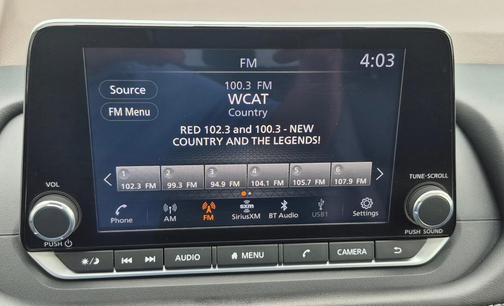 FM
4:03
Source
100.3 FM
WCAT
FM Menu
Country
RED 102.3 and 100.3 - NEW
COUNTRY AND THE LEGENDS!
1 2 3 4 5 6
102.3 FM 99.3 FM 94.9 FM 104.1 FM 105.7 FM 107.9 FM
VOL
TUNE·SCROLL
Phone AM FM SiriusXM BT Audio USB1 Settings
sxm
PUSH
PUSH SOUND
AUDIO MENU CAMERA